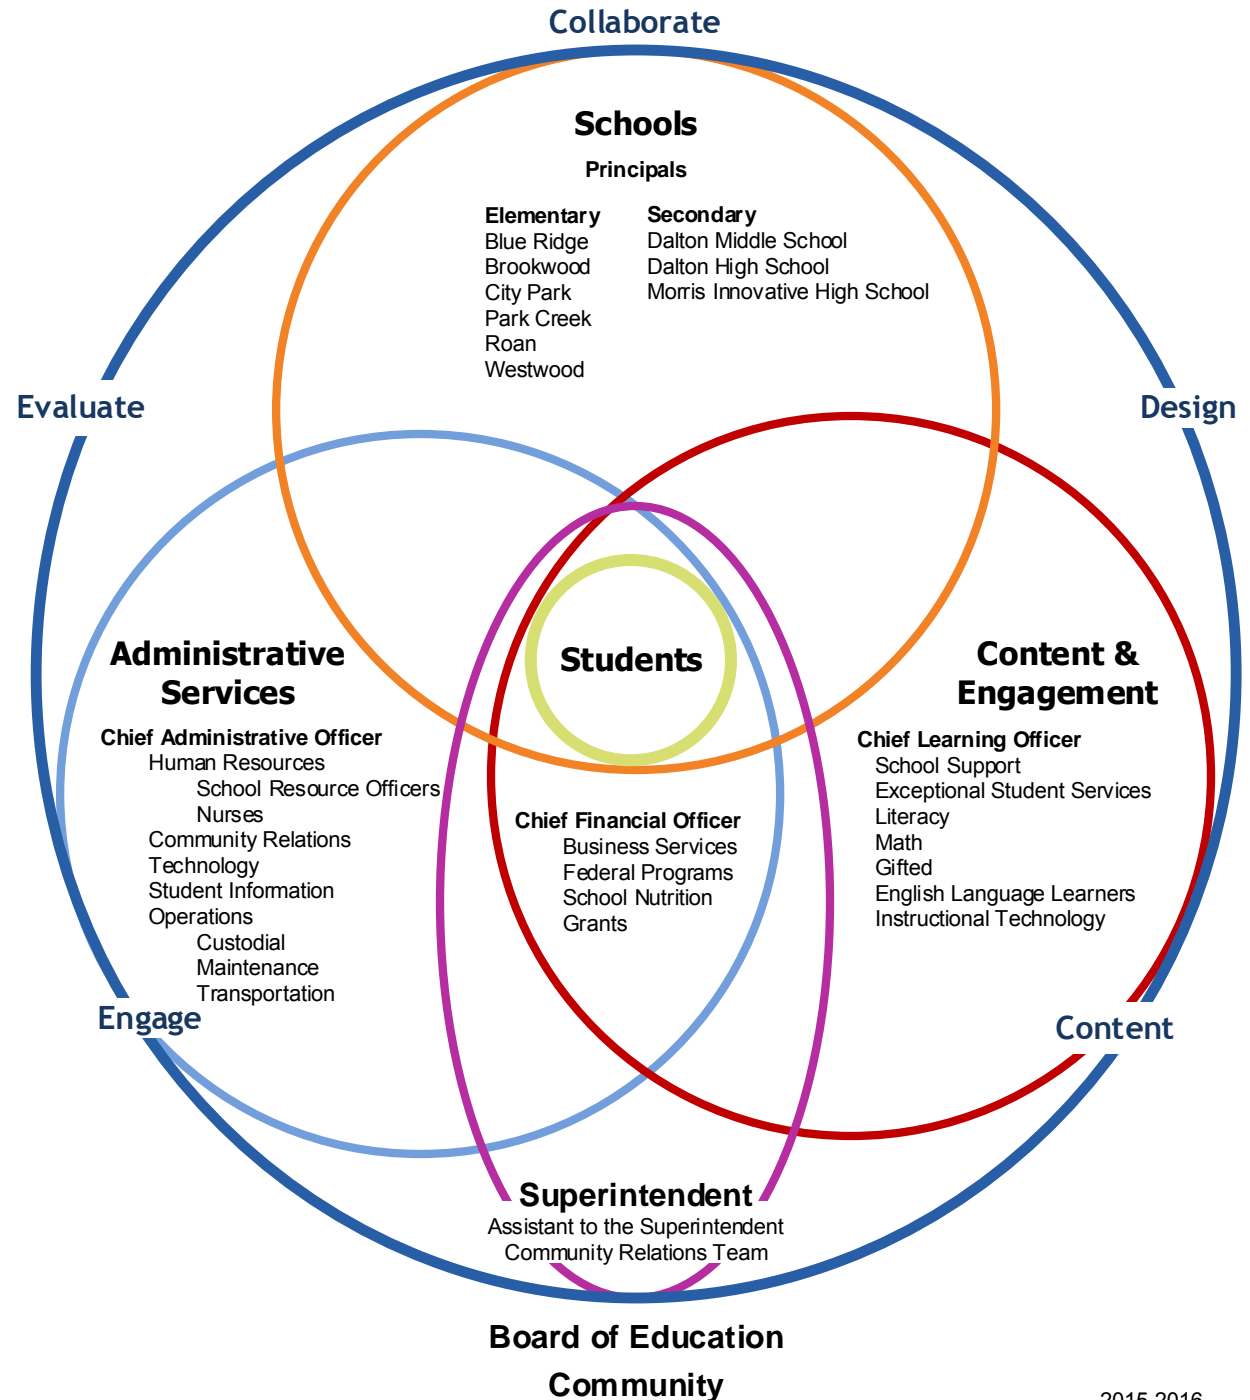 Collaborate
Schools
Principals
Elementary
Blue Ridge
Brookwood
City Park
Park Creek
Roan
Westwood
Secondary
Dalton Middle School
Dalton High School
Morris Innovative High School
Evaluate
Design
Students
Administrative
Services
Chief Administrative Officer
Human Resources
School Resource Officers
Nurses
Community Relations
Technology
Student Information
Operations
Custodial
Maintenance
Transportation
Chief Financial Officer
Business Services
Federal Programs
School Nutrition
Grants
Content &
Engagement
Chief Learning Officer
School Support
Exceptional Student Services
Literacy
Math
Gifted
English Language Learners
Instructional Technology
Engage
Content
Superintendent
Assistant to the Superintendent
Community Relations Team
Board of Education
Community
2015-2016